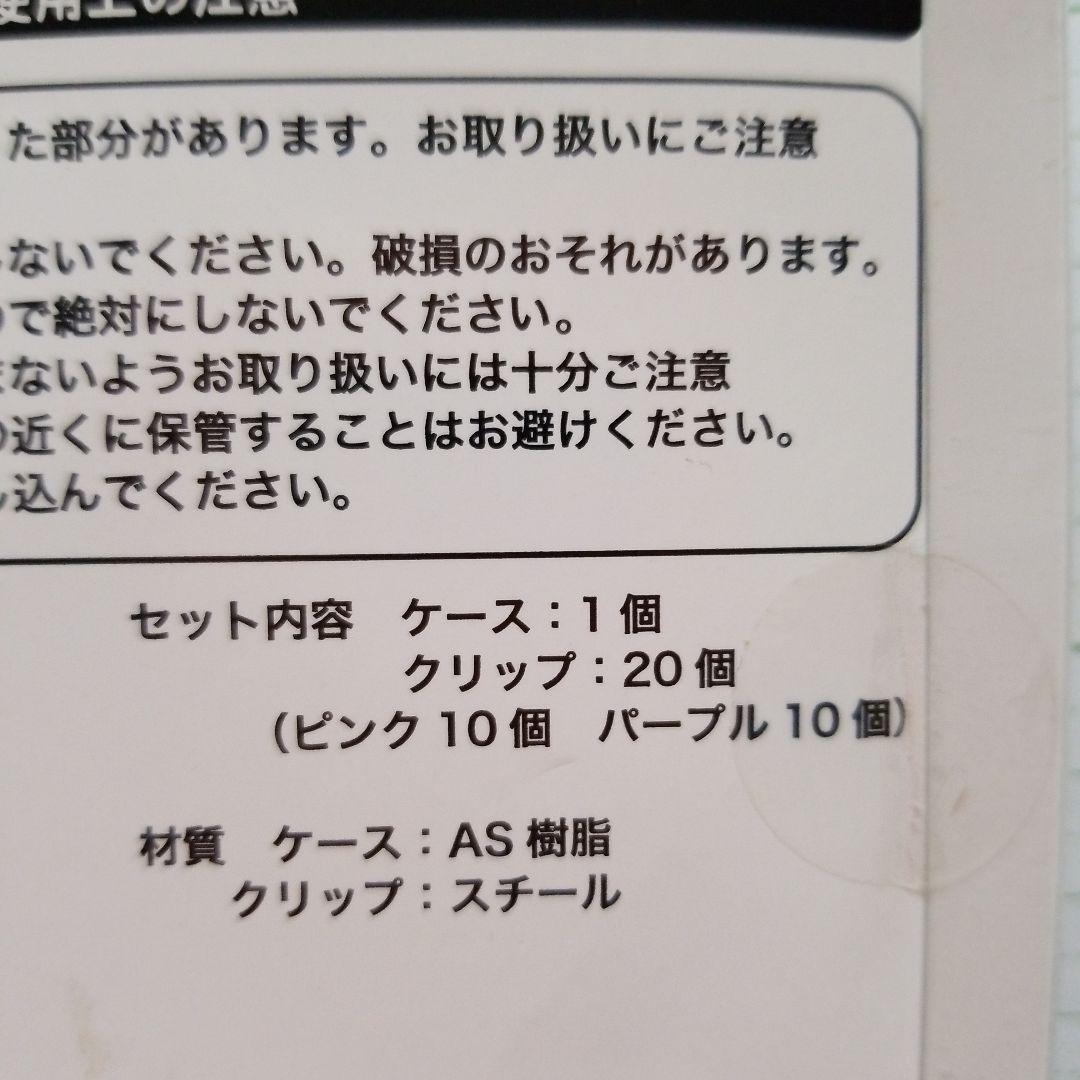 使用上の注意
た部分があります。お取り扱いにご注意
ないでください。破損のおそれがあります。
で絶対にしないでください。
ないようお取り扱いには十分ご注意
の近くに保管することはお避けください。
込んでください。
セット内容 ケース：1個
クリップ：20個
(ピンク10個 パープル10個)
材質 ケース：AS樹脂
クリップ：スチール